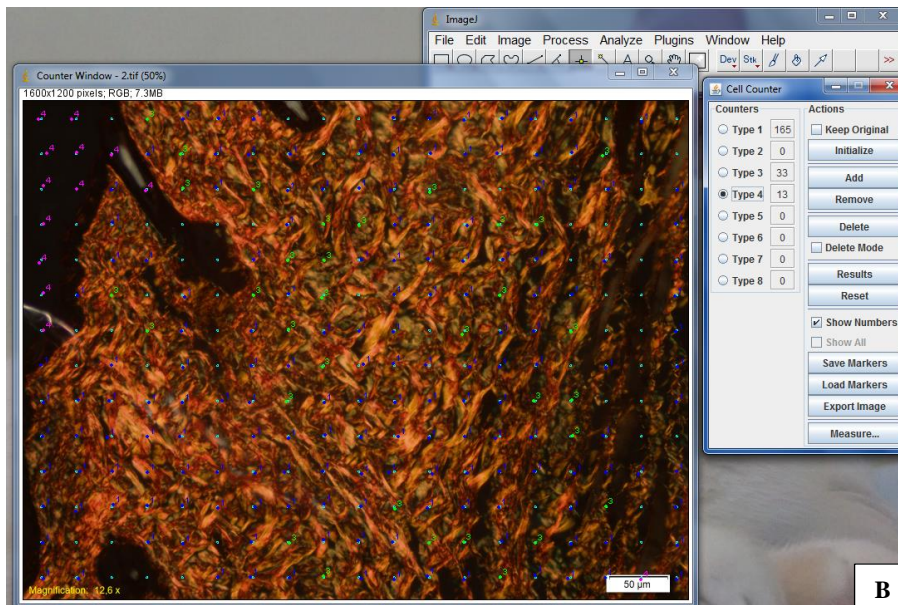 ImageJ
File Edit Image Process Analyze Plugins Window Help
Dev Stk >>
Counter Window - 2.tif (50%)
1600x1200 pixels; RGB; 7.3MB
Cell Counter
Counters
Actions
Type 1 165
Type 2 0
Type 3 33
Type 4 13
Type 5 0
Type 6 0
Type 7 0
Type 8 0
Keep Original
Initialize
Add
Remove
Delete
Delete Mode
Results
Reset
Show Numbers
Show All
Save Markers
Load Markers
Export Image
Measure...
Magnification: 12.6 x
50 µm
B